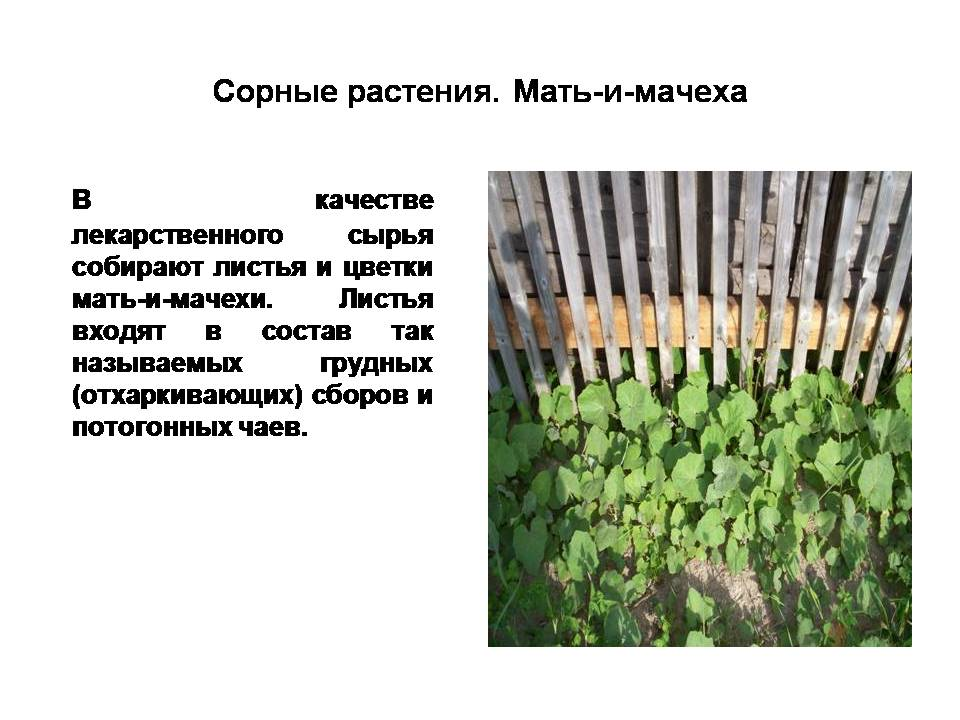 Сорные растения. Мать-и-мачеха
В качестве
лекарственного сырья
собирают листья и цветки
мать-и-мачехи. Листья
входят в состав так
называемых грудных
(отхаркивающих) сборов и
потогонных чаев.